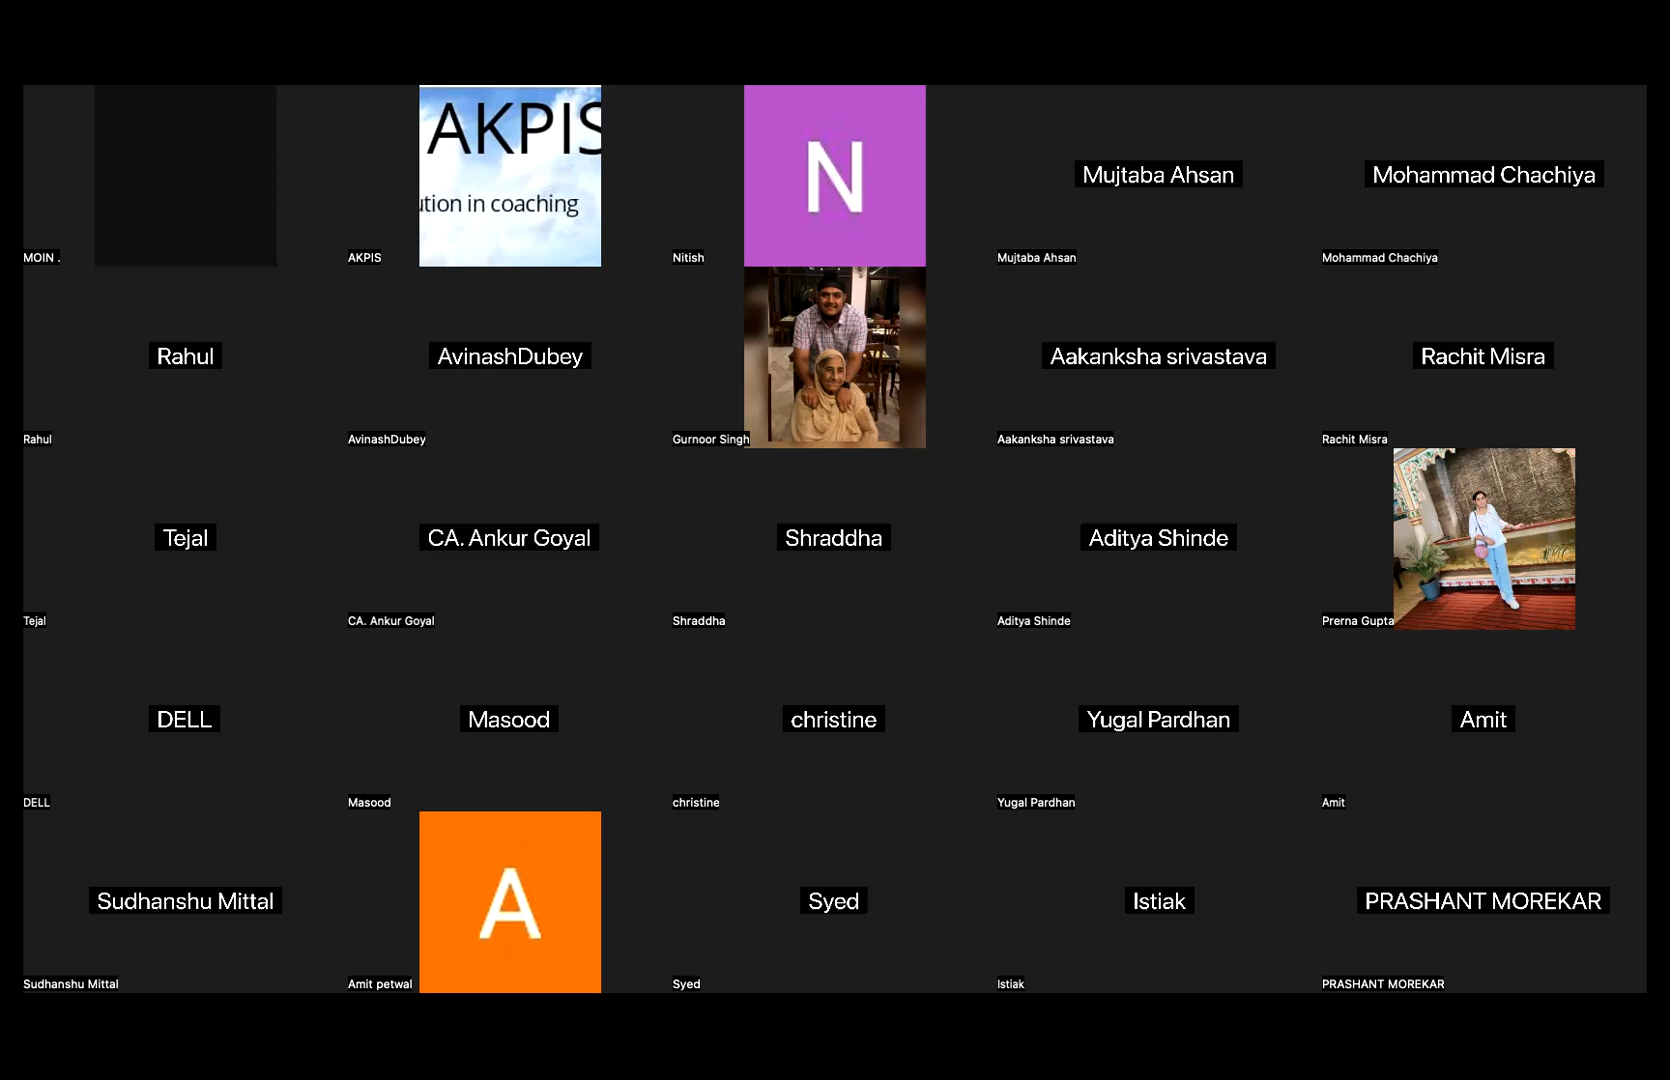 AKPIS
ution in coaching
N
Mujtaba Ahsan
Mohammad Chachiya
MOIN .
AKPIS
Nitish
Mujtaba Ahsan
Mohammad Chachiya
Rahul
AvinashDubey
Aakanksha srivastava
Rachit Misra
Rahul
AvinashDubey
Gurnoor Singh
Aakanksha srivastava
Rachit Misra
Tejal
CA. Ankur Goyal
Shraddha
Aditya Shinde
Tejal
CA. Ankur Goyal
Shraddha
Aditya Shinde
Prerna Gupta
DELL
Masood
christine
Yugal Pardhan
Amit
DELL
Masood
christine
Yugal Pardhan
Amit
Sudhanshu Mittal
A
Syed
Istiak
PRASHANT MOREKAR
Sudhanshu Mittal
Amit petwal
Syed
Istiak
PRASHANT MOREKAR